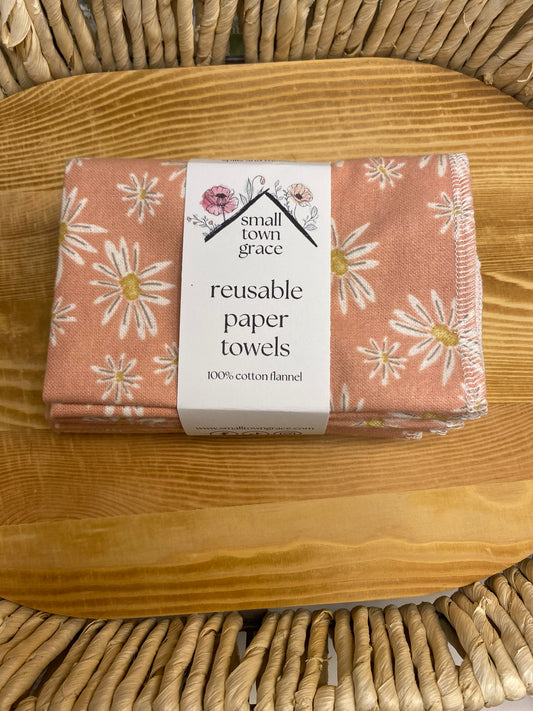 small
town
grace
reusable
paper
towels
100% cotton flannel
www.smalltowngrace.com